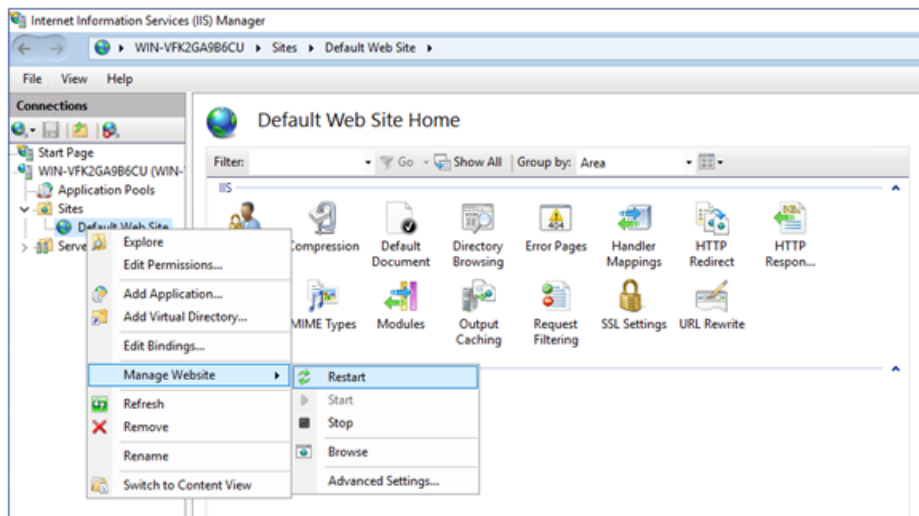 Internet Information Services (IIS) Manager
WIN-VFK2GA9B6CU Sites Default Web Site
File View Help
Connections
Start Page
WIN-VFK2GA9B6CU (WIN-
Application Pools
Sites
Default Web Site
Serve
Default Web Site Home
Filter: Go Show All Group by: Area
IIS
Compression Default Document Directory Browsing Error Pages Handler Mappings HTTP Redirect HTTP Respon...
MIME Types Modules Output Caching Request Filtering SSL Settings URL Rewrite
Explore
Edit Permissions...
Add Application...
Add Virtual Directory...
Edit Bindings...
Manage Website
Refresh
Remove
Rename
Switch to Content View
Restart
Start
Stop
Browse
Advanced Settings...